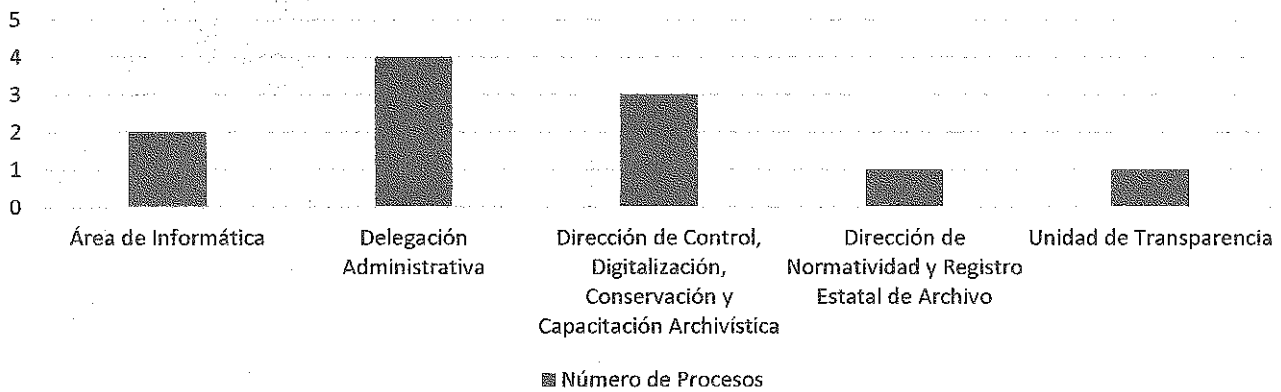 5
4
3
2
1
0
Área de Informática
Delegación
Administrativa
Dirección de Control,
Digitalización,
Conservación y
Capacitación Archivística
Dirección de
Normatividad y Registro
Estatal de Archivo
Unidad de Transparencia
Número de Procesos